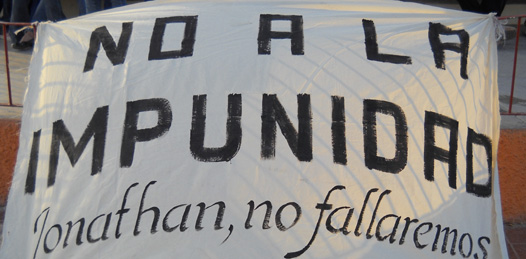 NO A LA
IMPUNIDAD
Jonathan, no fallaremos